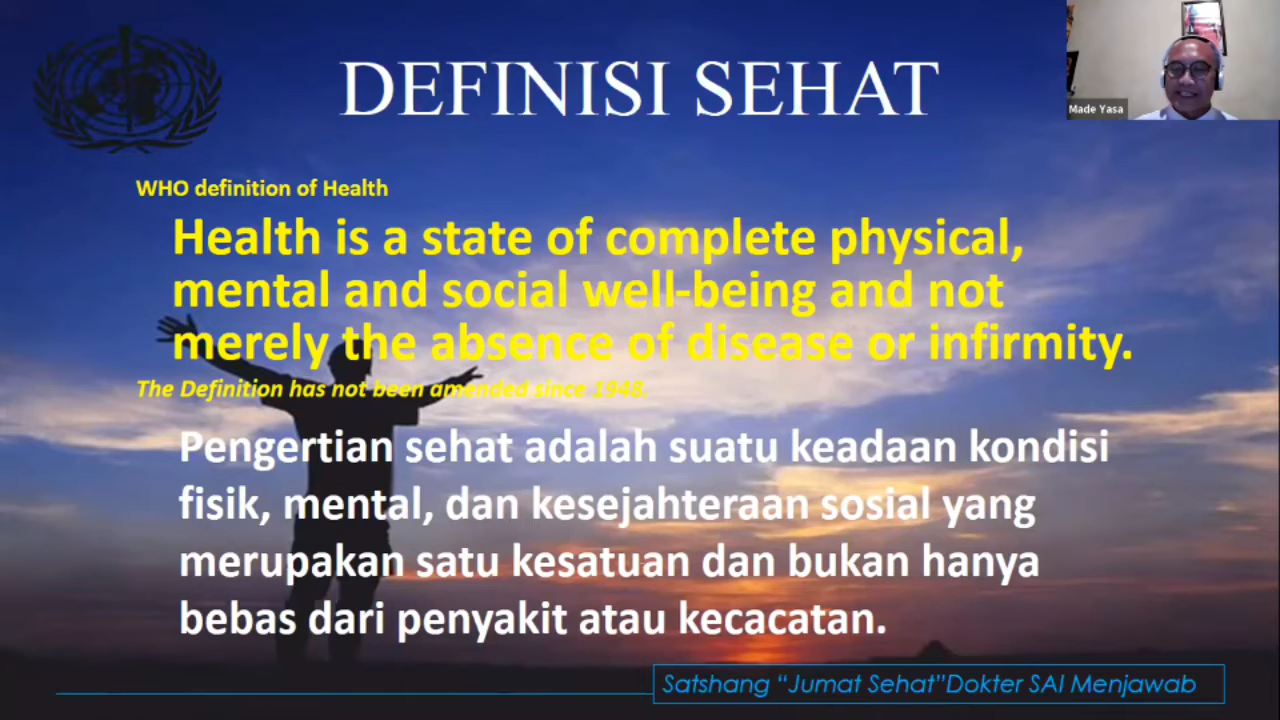 DEFINISI SEHAT
Made Yasa
WHO definition of Health
Health is a state of complete physical,
mental and social well-being and not
merely the absence of disease or infirmity.
The Definition has not been amended since 1948.
Pengertian sehat adalah suatu keadaan kondisi
fisik, mental, dan kesejahteraan sosial yang
merupakan satu kesatuan dan bukan hanya
bebas dari penyakit atau kecacatan.
Satshang “Jumat Sehat”Dokter SAI Menjawab